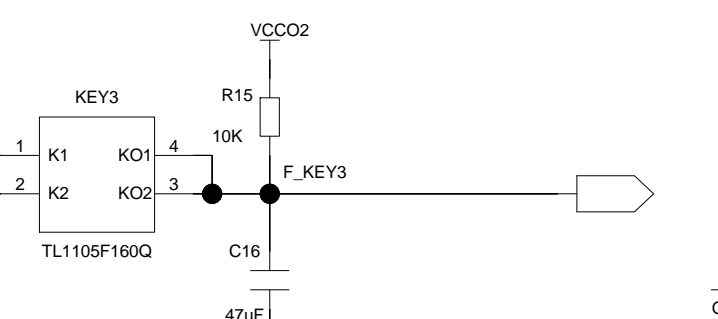 VCCO2
R15
KEY3
10K
1 K1 KO1 4
F_KEY3
2 K2 KO2 3
TL1105F160Q
C16
47uF